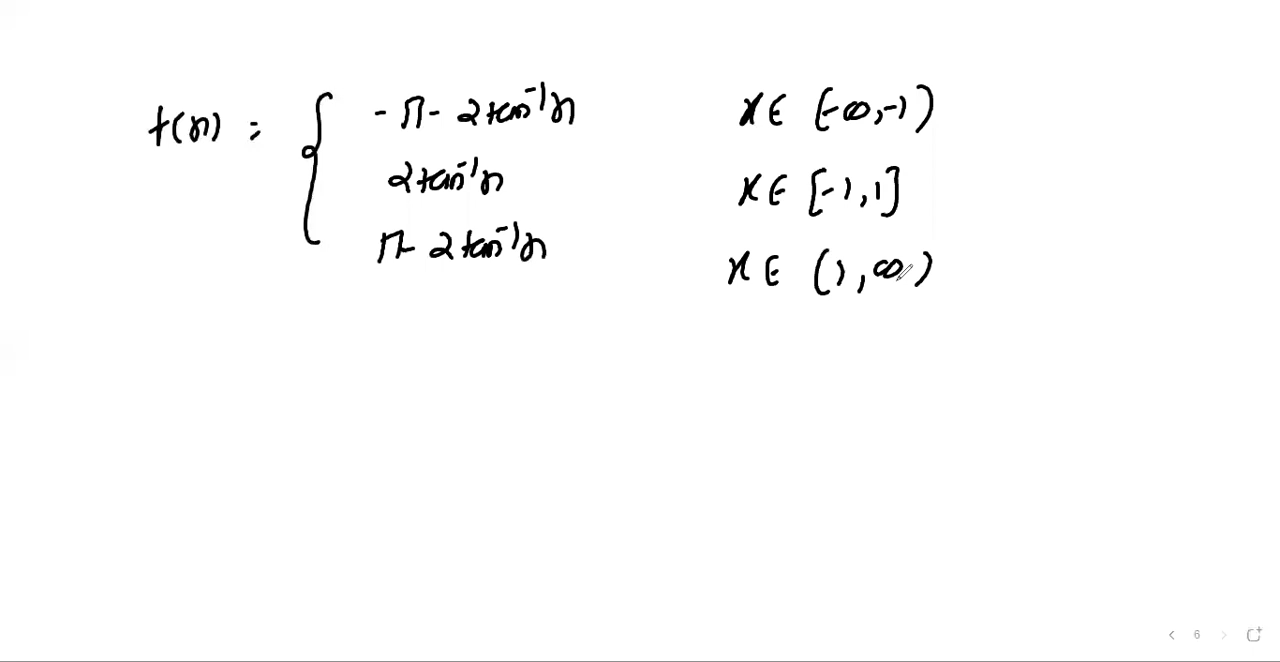 f(x) = { -π - 2tan⁻¹x x ∈ (-∞, -1)
2tan⁻¹x x ∈ [-1, 1]
π - 2tan⁻¹x x ∈ (1, ∞)
6